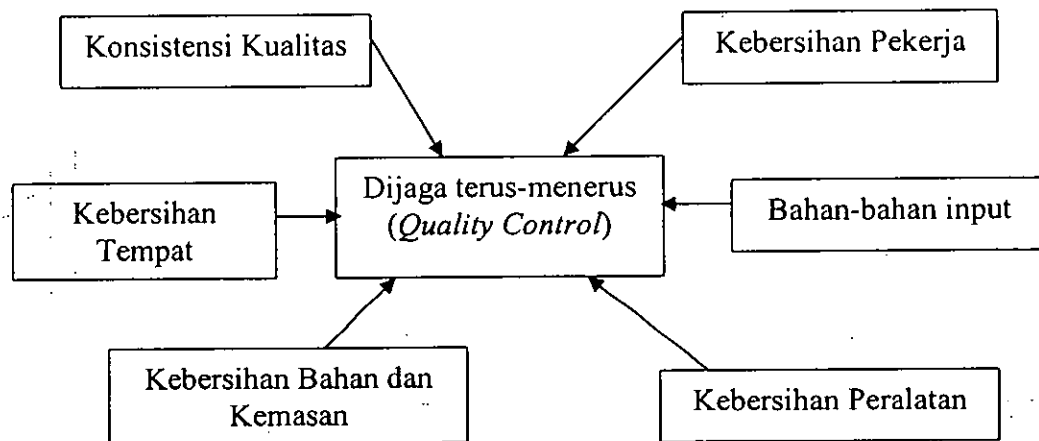 Konsistensi Kualitas
Kebersihan Pekerja
Dijaga terus-menerus
(Quality Control)
Kebersihan
Tempat
Bahan-bahan input
Kebersihan Bahan dan
Kemasan
Kebersihan Peralatan